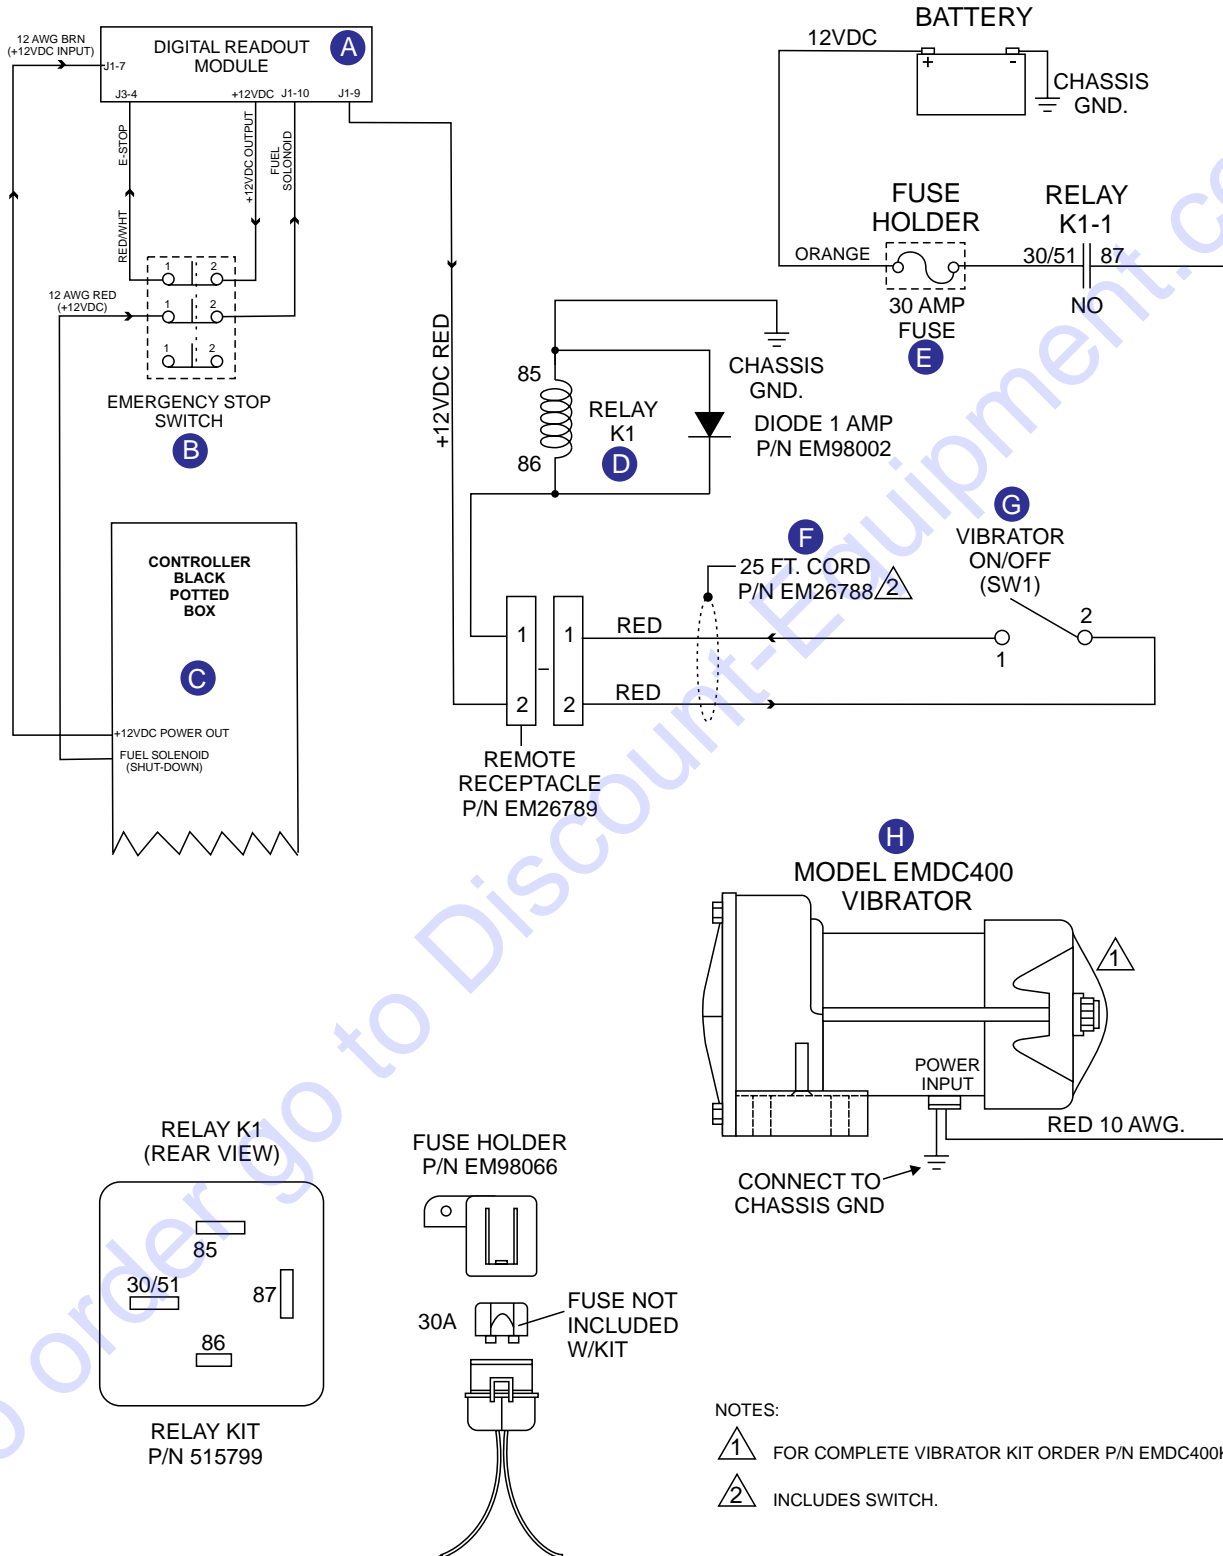 12 AWG BRN
(+12VDC INPUT)
J1-7
DIGITAL READOUT
MODULE
A
J3-4
+12VDC
J1-10
J1-9
E-STOP
RED/WHT
+12VDC OUTPUT
FUEL
SOLONOID
1 2
1 2
1 2
12 AWG RED
(+12VDC)
EMERGENCY STOP
SWITCH
B
CONTROLLER
BLACK
POTTED
BOX
C
+12VDC POWER OUT
FUEL SOLENOID
(SHUT-DOWN)
BATTERY
12VDC
+ -
CHASSIS
GND.
FUSE
HOLDER
ORANGE
30 AMP
FUSE
E
RELAY
K1-1
30/51 87
NO
+12VDC RED
CHASSIS
GND.
85
RELAY
K1
D
86
DIODE 1 AMP
P/N EM98002
F
25 FT. CORD
P/N EM26788
2
G
VIBRATOR
ON/OFF
(SW1)
2
1
1 1 RED
2 2 RED
REMOTE
RECEPTACLE
P/N EM26789
H
MODEL EMDC400
VIBRATOR
1
POWER
INPUT
RED 10 AWG.
CONNECT TO
CHASSIS GND
RELAY K1
(REAR VIEW)
85
30/51
87
86
RELAY KIT
P/N 515799
FUSE HOLDER
P/N EM98066
30A
FUSE NOT
INCLUDED
W/KIT
NOTES:
1 FOR COMPLETE VIBRATOR KIT ORDER P/N EMDC400K
2 INCLUDES SWITCH.
to order go to Discount-Equipment.co